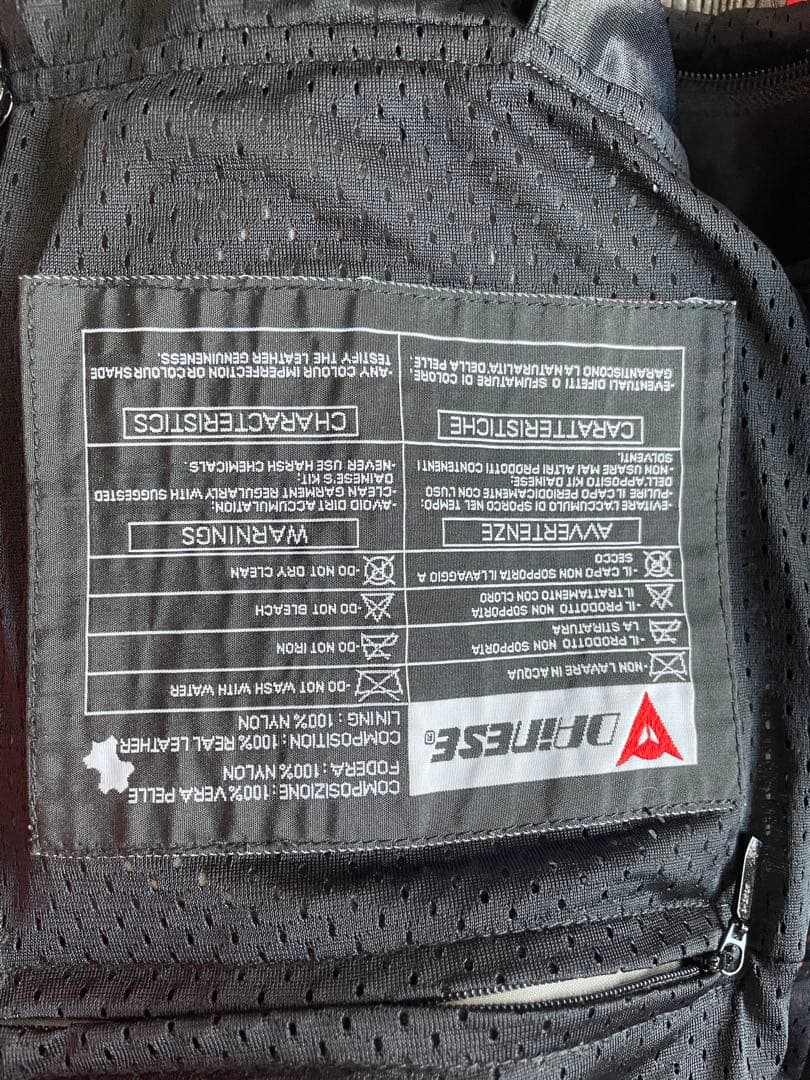 DAINESE®
COMPOSIZIONE: 100% VERA PELLE
FODERA: 100% NYLON
COMPOSITION: 100% REAL LEATHER
LINING: 100% NYLON
-NON LAVARE IN ACQUA
-IL PRODOTTO NON SOPPORTA
LA STIRATURA
-IL PRODOTTO NON SOPPORTA
IL TRATTAMENTO CON CLORO
-IL CAPO NON SOPPORTA IL LAVAGGIO A
SECCO
AVVERTENZE
-EVITARE L'ACCUMULO DI SPORCO NEL TEMPO:
-PULIRE IL CAPO PERIODICAMENTE CON L'USO
DELL'APPOSITO KIT DAINESE:
-NON USARE MAI ALTRI PRODOTTI CONTENENTI
SOLVENTI.
CARATTERISTICHE
-EVENTUALI DIFETTI O SFUMATURE DI COLORE
GARANTISCONO LA NATURALITA' DELLA PELLE.
-DO NOT WASH WITH WATER
-DO NOT IRON
-DO NOT BLEACH
-DO NOT DRY CLEAN
WARNINGS
-AVOID DIRT ACCUMULATION:
-CLEAN GARMENT REGULARLY WITH SUGGESTED
DAINESE'S KIT:
-NEVER USE HARSH CHEMICALS.
CHARACTERISTICS
-ANY COLOUR IMPERFECTION OR COLOUR SHADE
TESTIFY THE LEATHER GENUINENESS.